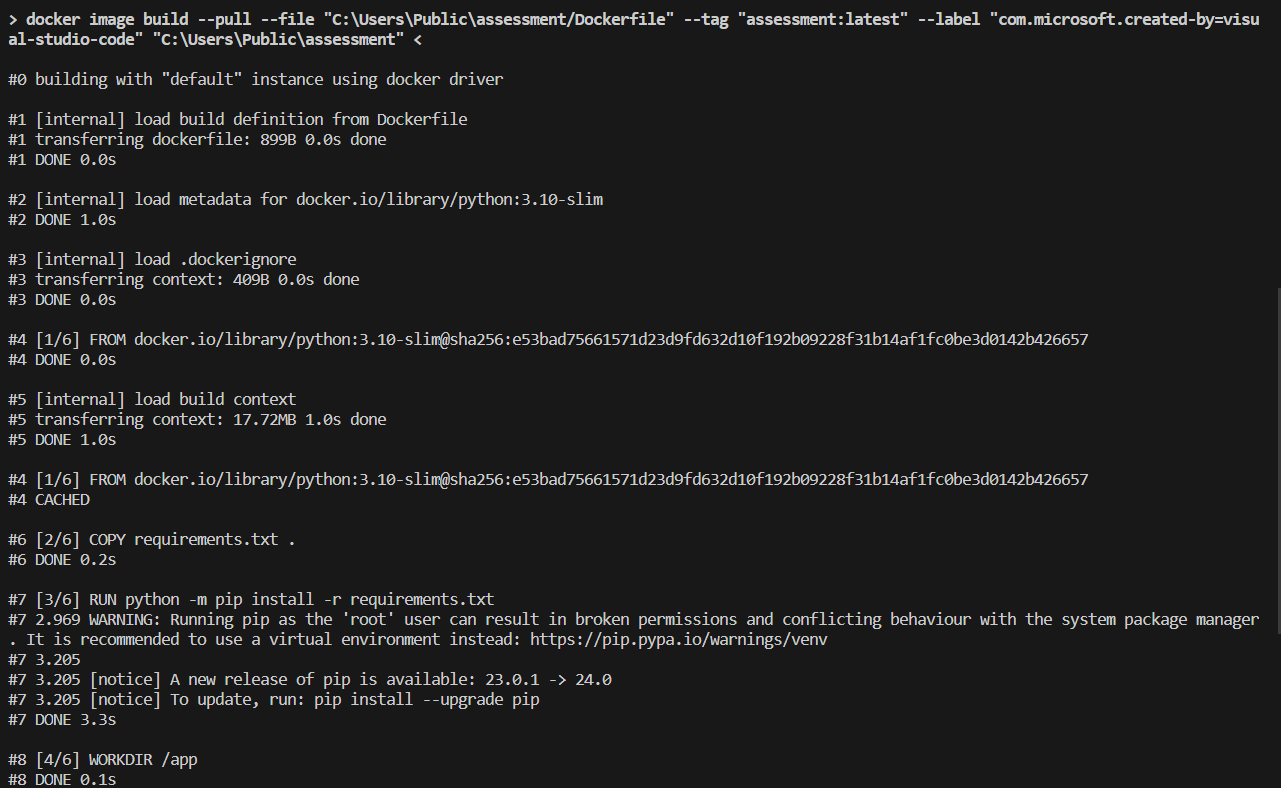 > docker image build --pull --file "C:\Users\Public\assessment/Dockerfile" --tag "assessment:latest" --label "com.microsoft.created-by=visu
al-studio-code" "C:\Users\Public\assessment" <
#0 building with "default" instance using docker driver
#1 [internal] load build definition from Dockerfile
#1 transferring dockerfile: 899B 0.0s done
#1 DONE 0.0s
#2 [internal] load metadata for docker.io/library/python:3.10-slim
#2 DONE 1.0s
#3 [internal] load .dockerignore
#3 transferring context: 409B 0.0s done
#3 DONE 0.0s
#4 [1/6] FROM docker.io/library/python:3.10-slim@sha256:e53bad75661571d23d9fd632d10f192b09228f31b14af1fc0be3d0142b426657
#4 DONE 0.0s
#5 [internal] load build context
#5 transferring context: 17.72MB 1.0s done
#5 DONE 1.0s
#4 [1/6] FROM docker.io/library/python:3.10-slim@sha256:e53bad75661571d23d9fd632d10f192b09228f31b14af1fc0be3d0142b426657
#4 CACHED
#6 [2/6] COPY requirements.txt .
#6 DONE 0.2s
#7 [3/6] RUN python -m pip install -r requirements.txt
#7 2.969 WARNING: Running pip as the 'root' user can result in broken permissions and conflicting behaviour with the system package manager
. It is recommended to use a virtual environment instead: https://pip.pypa.io/warnings/venv
#7 3.205
#7 3.205 [notice] A new release of pip is available: 23.0.1 -> 24.0
#7 3.205 [notice] To update, run: pip install --upgrade pip
#7 DONE 3.3s
#8 [4/6] WORKDIR /app
#8 DONE 0.1s